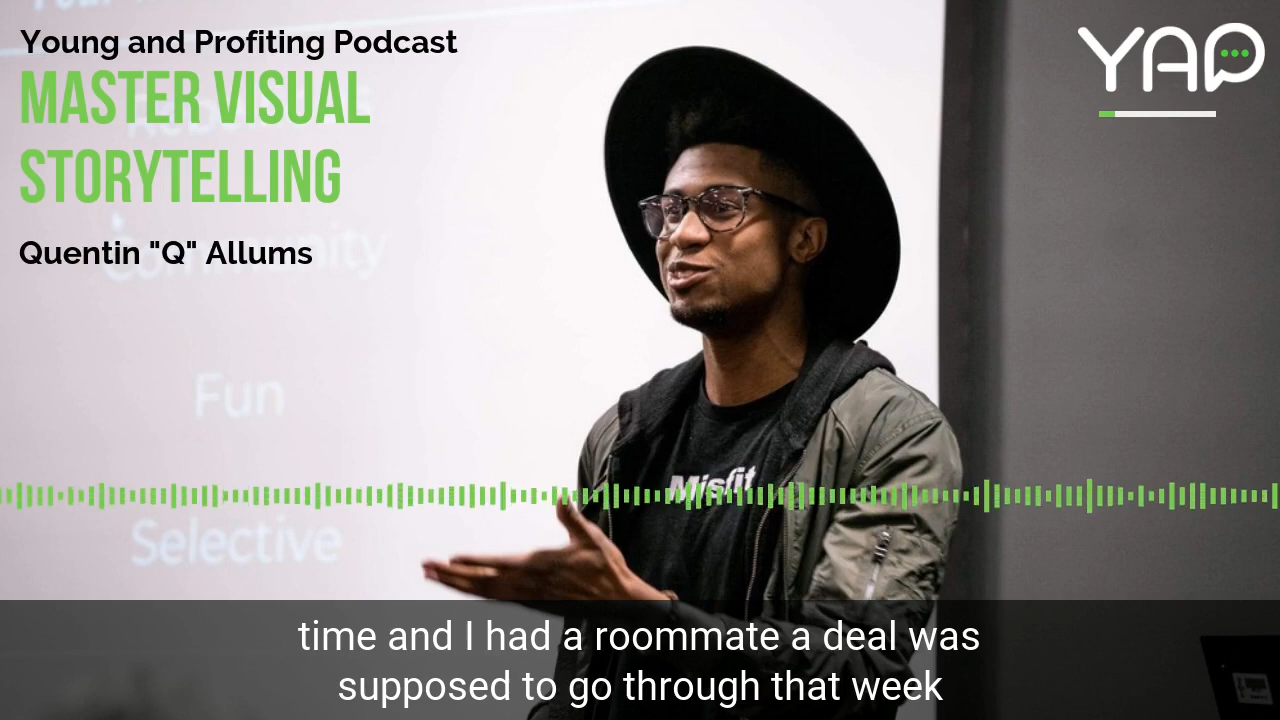 Young and Profiting Podcast
MASTER VISUAL
STORYTELLING
Quentin "Q" Allums
YAP
Community
Fun
Misfit
Selective
time and I had a roommate a deal was
supposed to go through that week